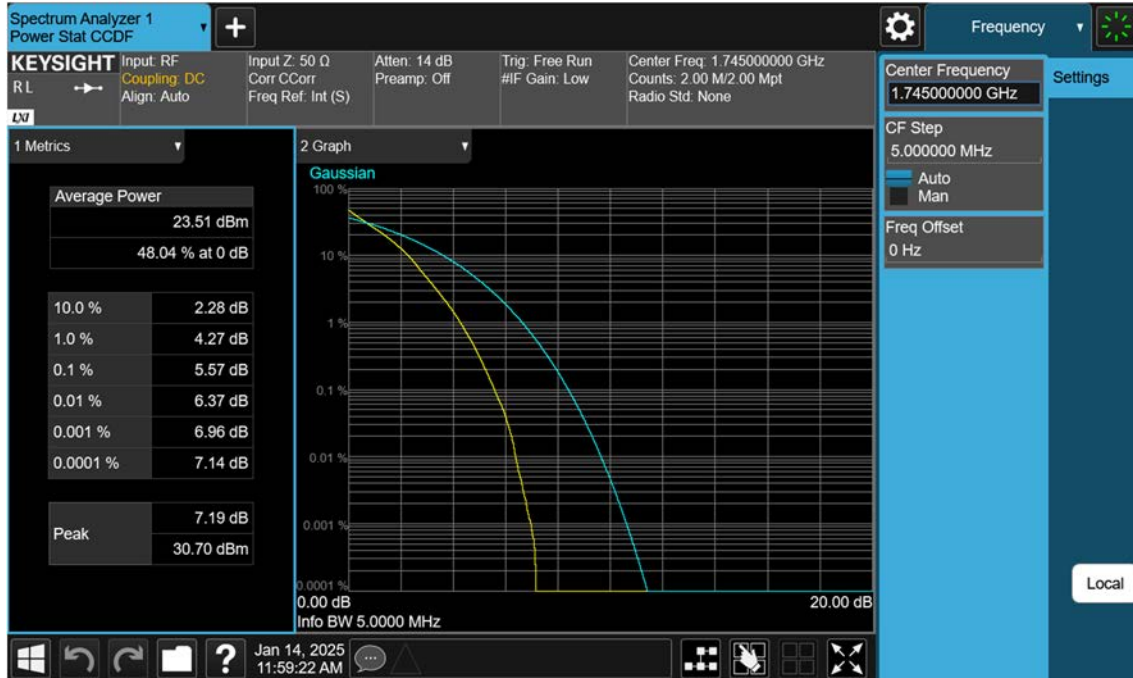 Spectrum Analyzer 1
Power Stat CCDF
Frequency
KEYSIGHT
R L
LXI
Input: RF
Coupling: DC
Align: Auto
Input Z: 50 Ω
Corr CCorr
Freq Ref: Int (S)
Atten: 14 dB
Preamp: Off
Trig: Free Run
#IF Gain: Low
Center Freq: 1.745000000 GHz
Counts: 2.00 M/2.00 Mpt
Radio Std: None
Center Frequency
1.745000000 GHz
Settings
CF Step
5.000000 MHz
Auto
Man
Freq Offset
0 Hz
Local
1 Metrics
Average Power
23.51 dBm
48.04 % at 0 dB
10.0 % 2.28 dB
1.0 % 4.27 dB
0.1 % 5.57 dB
0.01 % 6.37 dB
0.001 % 6.96 dB
0.0001 % 7.14 dB
Peak
7.19 dB
30.70 dBm
2 Graph
Gaussian
100 %
10 %
1 %
0.1 %
0.01 %
0.001 %
0.0001 %
0.00 dB 20.00 dB
Info BW 5.0000 MHz
?
Jan 14, 2025
11:59:22 AM